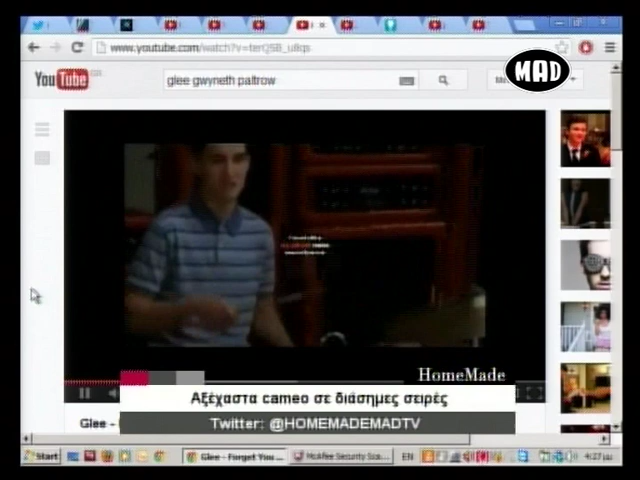 www.youtube.com/watch?v=
MAD
YouTube
glee gwyneth paltrow
HomeMade
Αξέχαστα cameo σε διάσημες σειρές
Glee -
Twitter: @HOMEMADEMADTV
Start
Glee - Forget You ...
McAfee Security Sca...
EN
4:27 μμ